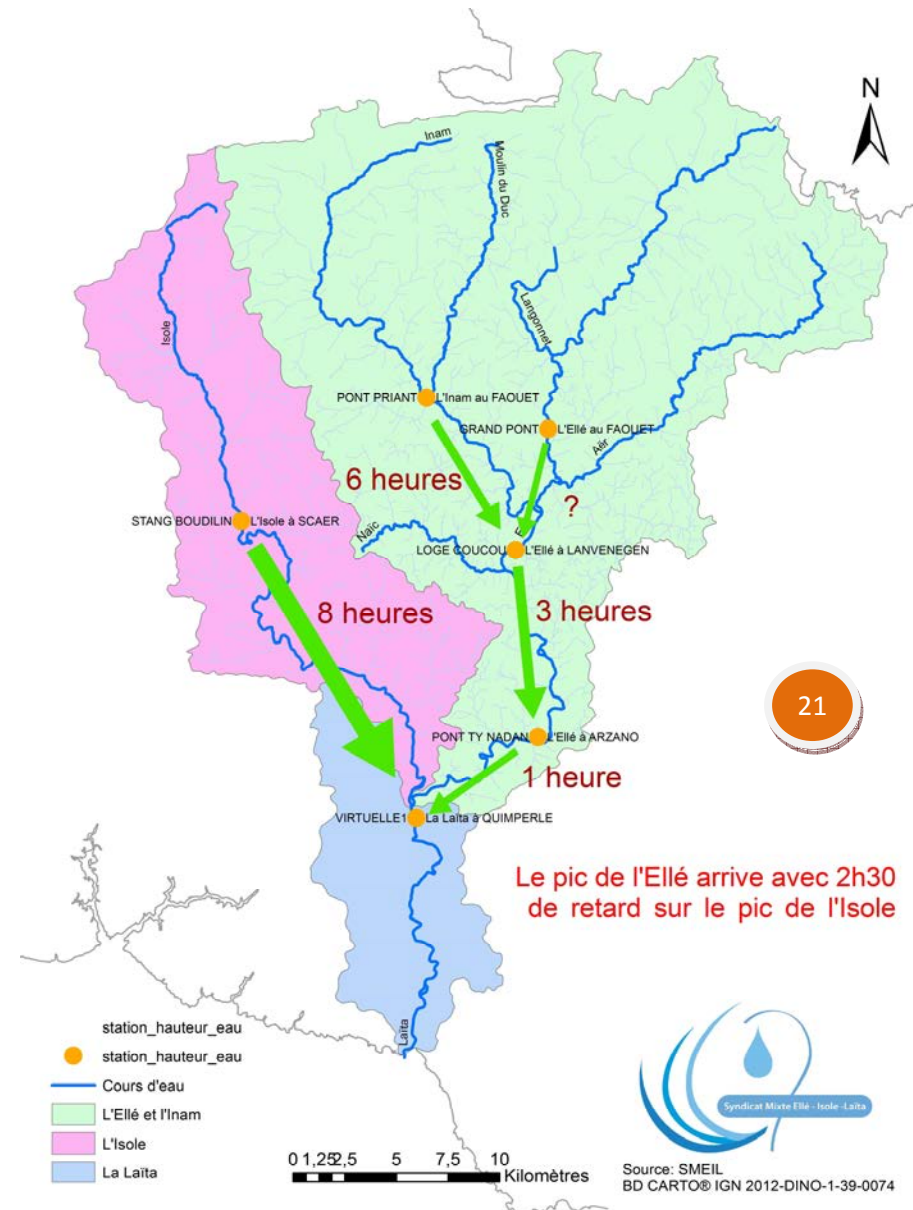 N
Inam
Moulin du Duc
Isole
Langonnet
PONT PRIANT L'Inam au FAOUET
GRAND PONT L'Ellé au FAOUET
Aër
6 heures
?
STANG BOUDILIN L'Isole à SCAER
Naïc
LOGE COUCOU L'Ellé à LANVENEGEN
8 heures
3 heures
21
PONT TY NADAN L'Ellé à ARZANO
1 heure
VIRTUELLE1 La Laïta à QUIMPERLE
Le pic de l'Ellé arrive avec 2h30
de retard sur le pic de l'Isole
Laïta
station_hauteur_eau
station_hauteur_eau
Cours d'eau
L'Ellé et l'Inam
L'Isole
La Laïta
0 1,25 2,5 5 7,5 10
Kilomètres
Syndicat Mixte Ellé - Isole -Laïta
Source: SMEIL
BD CARTO® IGN 2012-DINO-1-39-0074